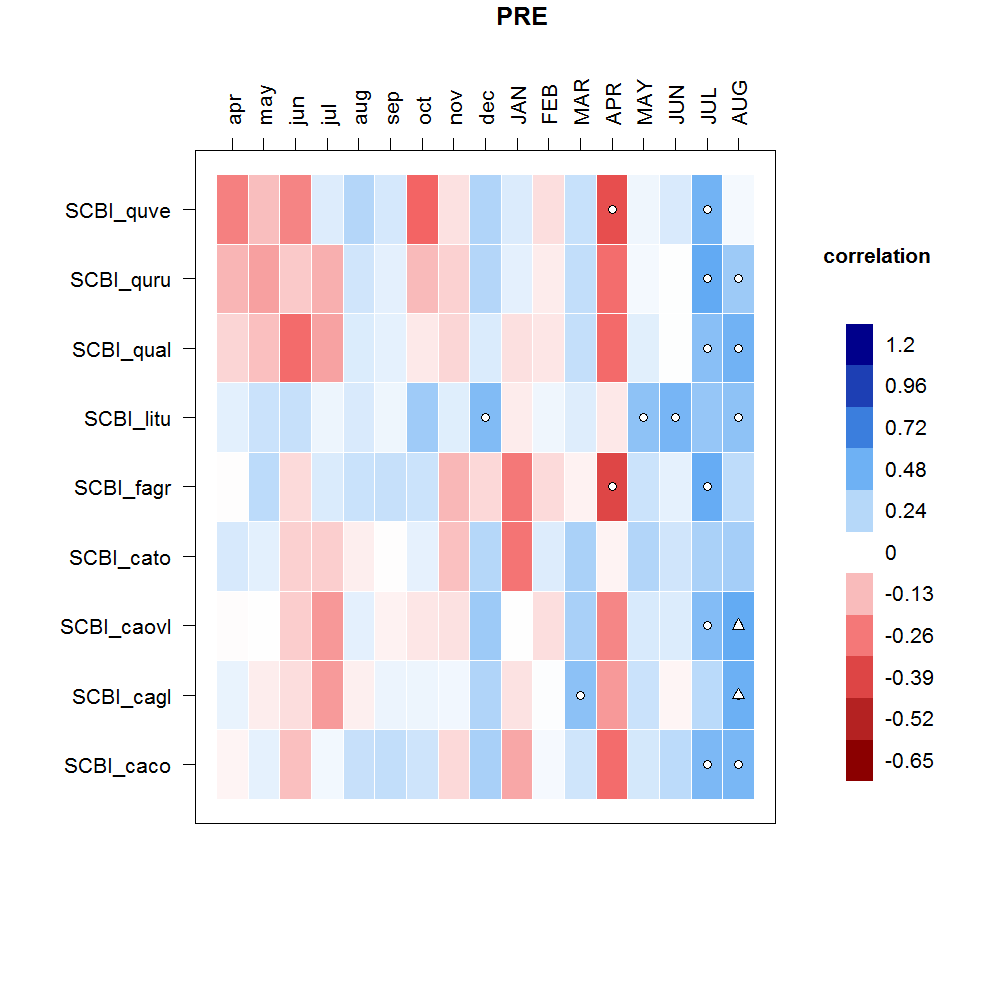 PRE
apr may jun jul aug sep oct nov dec JAN FEB MAR APR MAY JUN JUL AUG
SCBI_quve
SCBI_quru
SCBI_qual
SCBI_litu
SCBI_fagr
SCBI_cato
SCBI_caovl
SCBI_cagl
SCBI_caco
correlation
1.2
0.96
0.72
0.48
0.24
0
-0.13
-0.26
-0.39
-0.52
-0.65